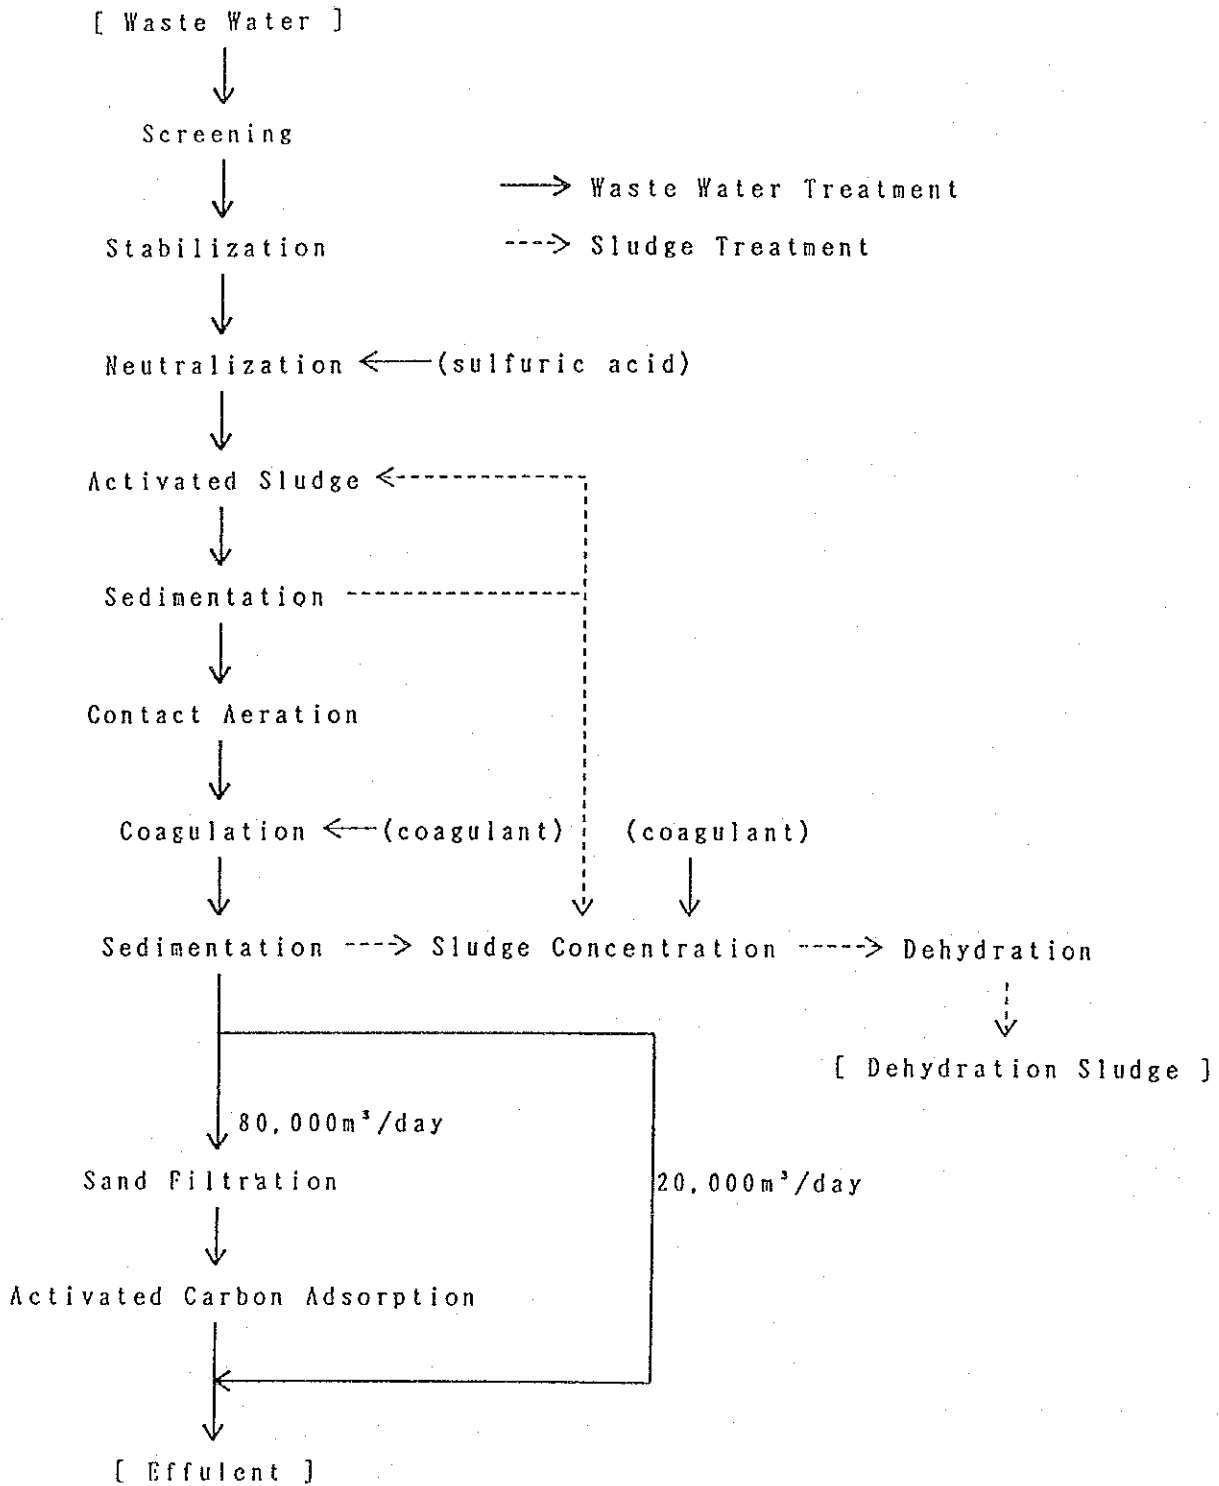 [ Waste Water ]
Screening
Waste Water Treatment
Stabilization
Sludge Treatment
Neutralization
(sulfuric acid)
Activated Sludge
Sedimentation
Contact Aeration
Coagulation
(coagulant)
(coagulant)
Sedimentation
Sludge Concentration
Dehydration
[ Dehydration Sludge ]
80,000m³/day
Sand Filtration
20,000m³/day
Activated Carbon Adsorption
[ Effulent ]